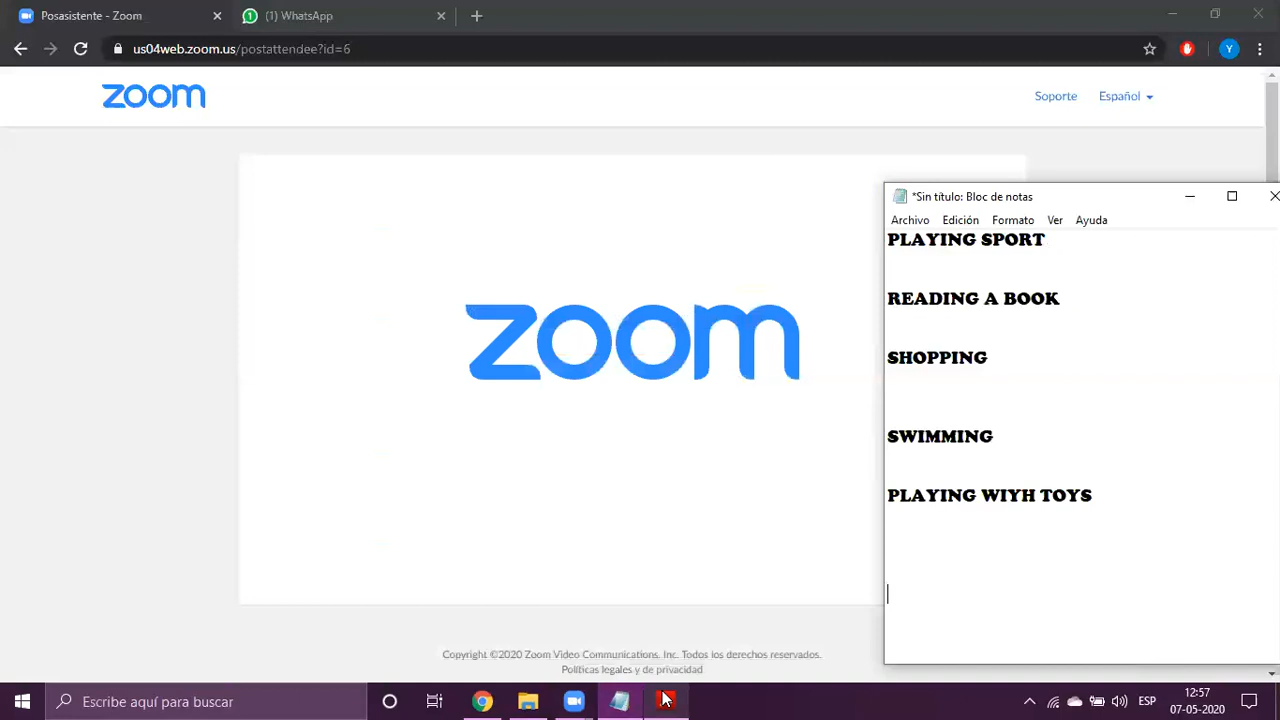 Posasistente - Zoom
(1) WhatsApp
us04web.zoom.us/postattendee?id=6
Y
zoom
Soporte
Español
zoom
*Sin título: Bloc de notas
Archivo Edición Formato Ver Ayuda
PLAYING SPORT
READING A BOOK
SHOPPING
SWIMMING
PLAYING WIYH TOYS
Copyright ©2020 Zoom Video Communications, Inc. Todos los derechos reservados.
Políticas legales y de privacidad
Escribe aquí para buscar
ESP
12:57
07-05-2020